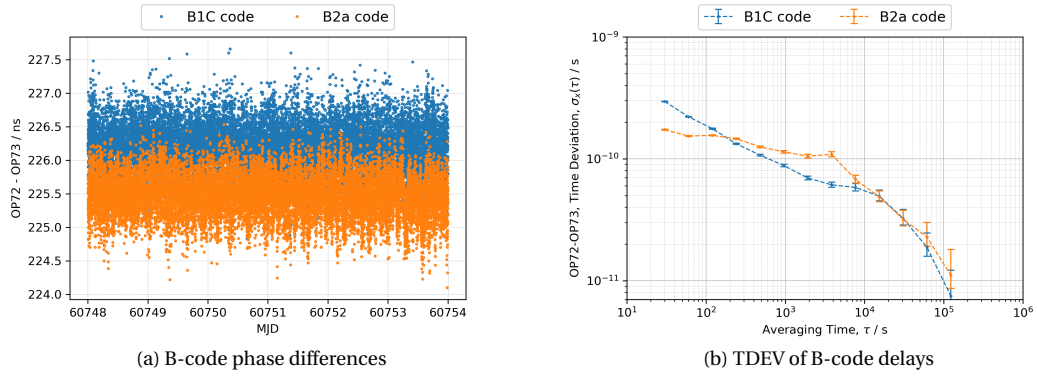 B1C code B2a code
227.5
227.0
226.5
226.0
225.5
225.0
224.5
224.0
OP72 - OP73 / ns
60748 60749 60750 60751 60752 60753 60754
MJD
(a) B-code phase differences
B1C code B2a code
10⁻⁹
10⁻¹⁰
10⁻¹¹
OP72-OP73, Time Deviation, σₓ(τ) / s
10¹ 10² 10³ 10⁴ 10⁵ 10⁶
Averaging Time, τ / s
(b) TDEV of B-code delays